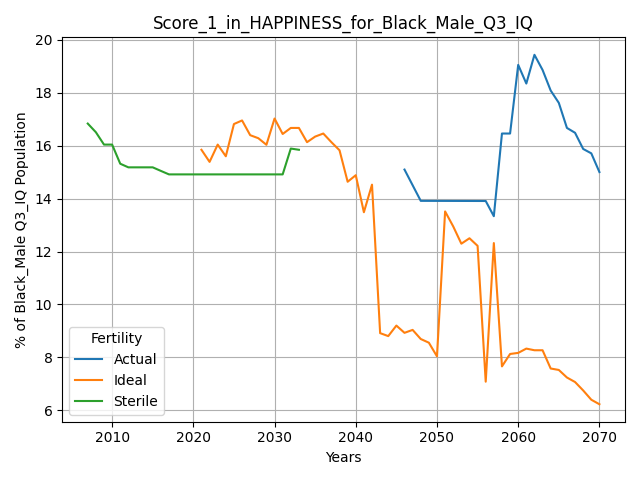 Score_1_in_HAPPINESS_for_Black_Male_Q3_IQ
% of Black_Male Q3_IQ Population
20
18
16
14
12
10
8
6
Fertility
Actual
Ideal
Sterile
2010 2020 2030 2040 2050 2060 2070
Years